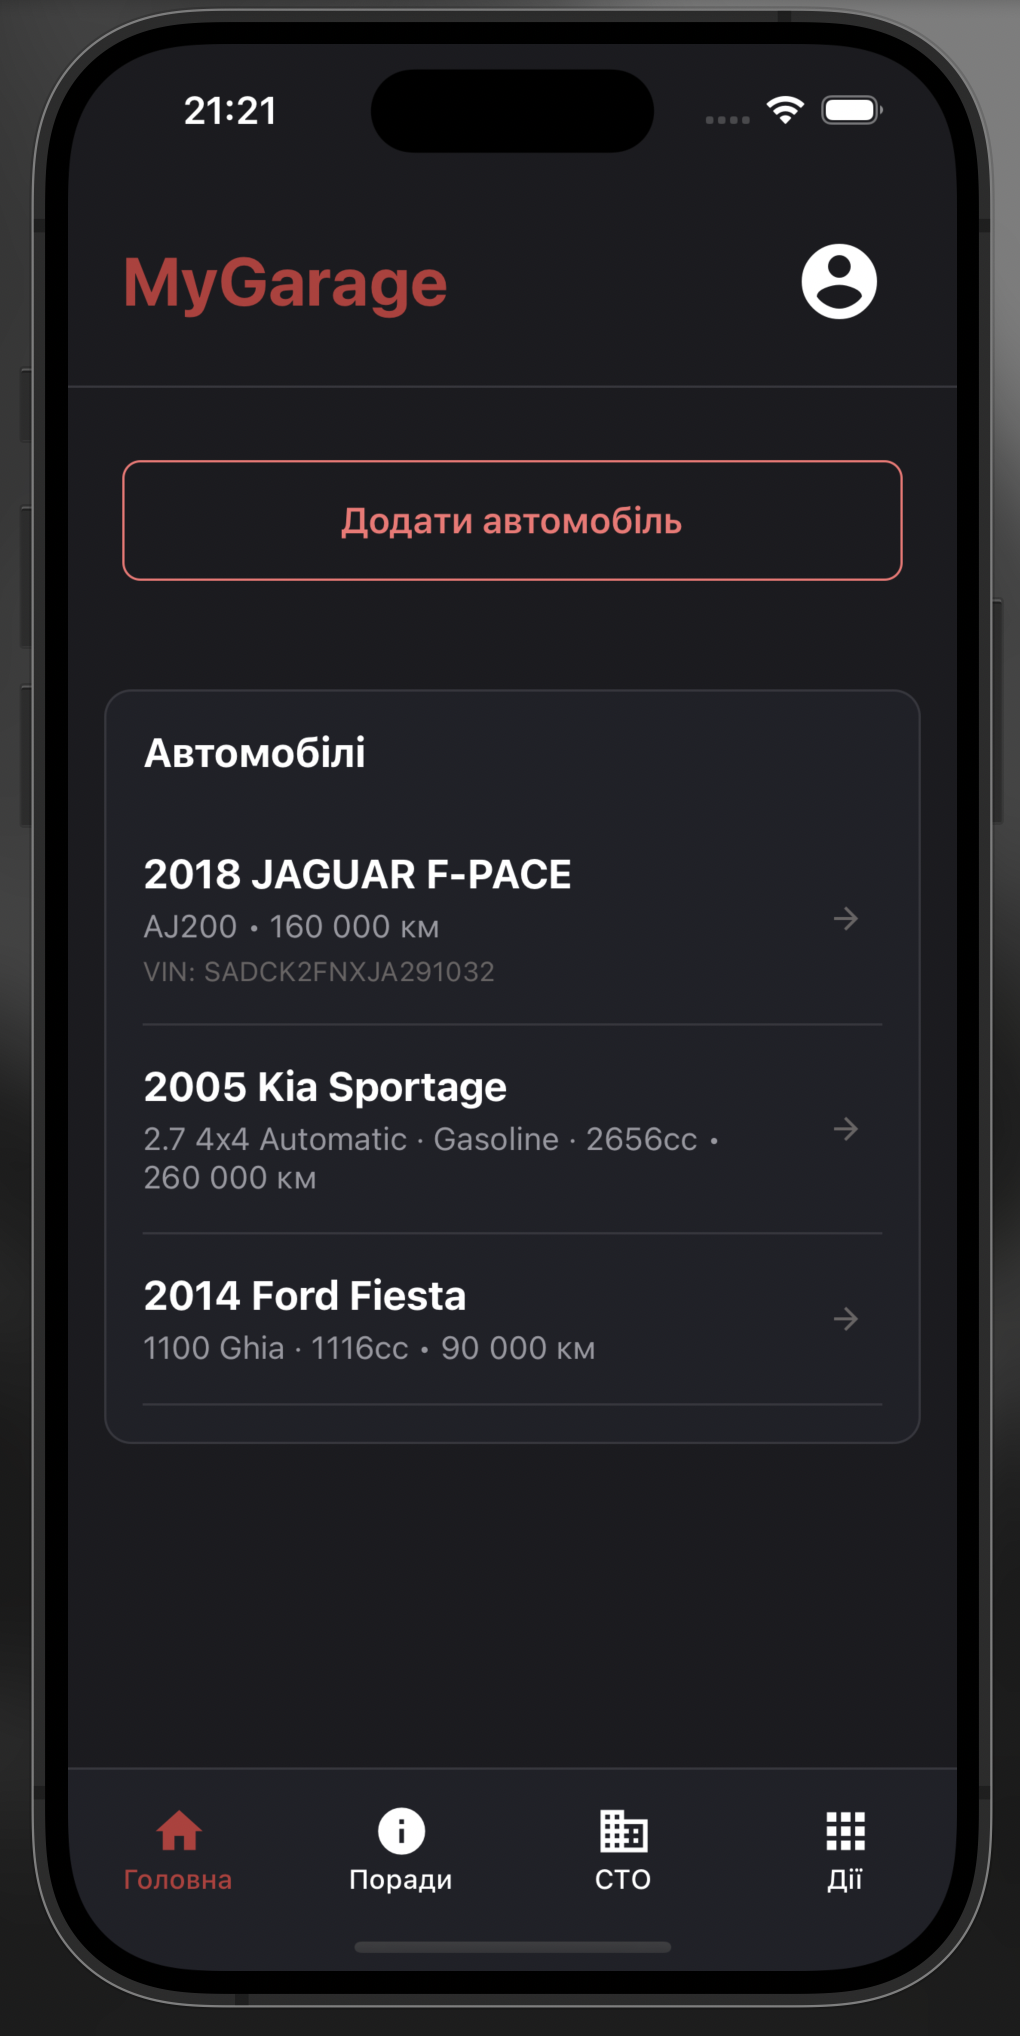 21:21
MyGarage
Додати автомобіль
Автомобілі
2018 JAGUAR F-PACE
AJ200 • 160 000 км
VIN: SADCK2FNXJA291032
2005 Kia Sportage
2.7 4x4 Automatic · Gasoline · 2656cc •
260 000 км
2014 Ford Fiesta
1100 Ghia · 1116cc • 90 000 км
Головна
Поради
СТО
Дії